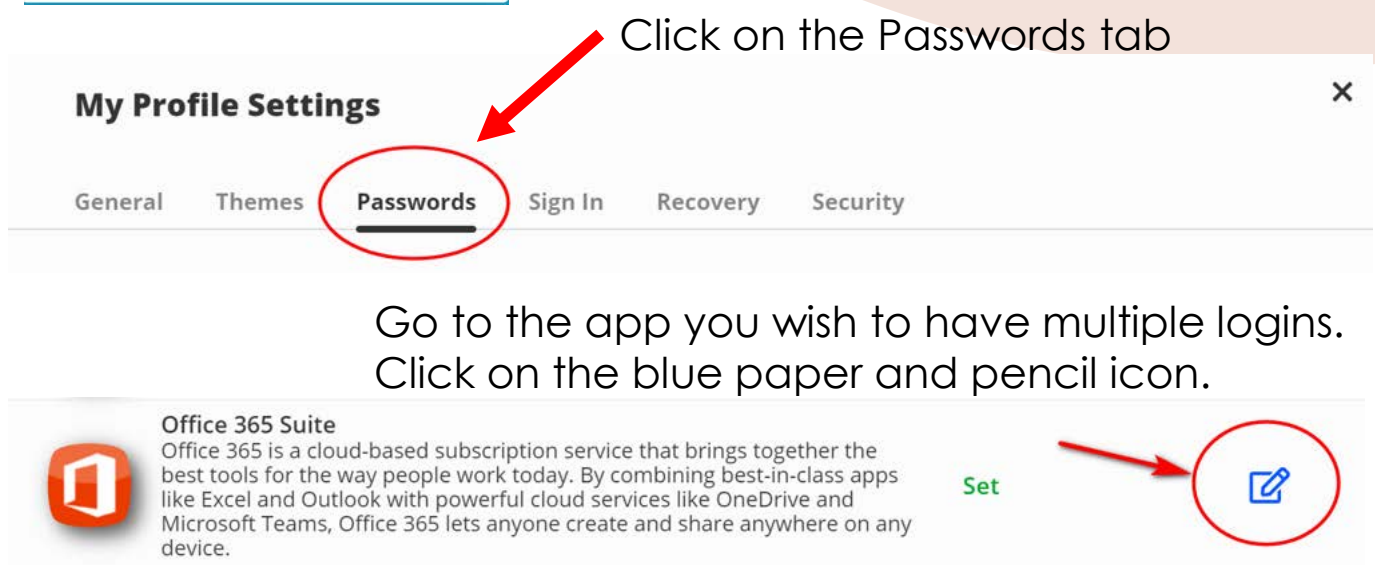 Click on the Passwords tab
My Profile Settings
×
General Themes Passwords Sign In Recovery Security
Go to the app you wish to have multiple logins.
Click on the blue paper and pencil icon.
Office 365 Suite
Office 365 is a cloud-based subscription service that brings together the
best tools for the way people work today. By combining best-in-class apps
like Excel and Outlook with powerful cloud services like OneDrive and
Microsoft Teams, Office 365 lets anyone create and share anywhere on any
device.
Set